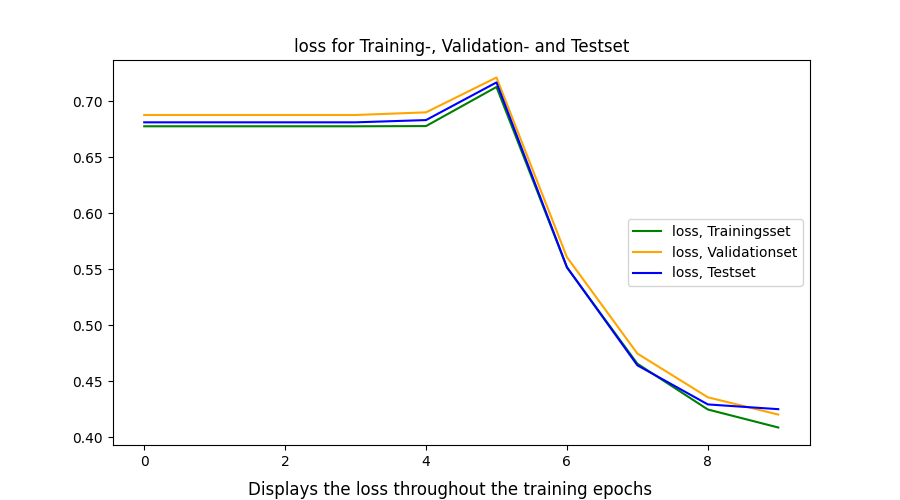 loss for Training-, Validation- and Testset
0.70
0.65
0.60
0.55
0.50
0.45
0.40
loss, Trainingsset
loss, Validationset
loss, Testset
0 2 4 6 8
Displays the loss throughout the training epochs